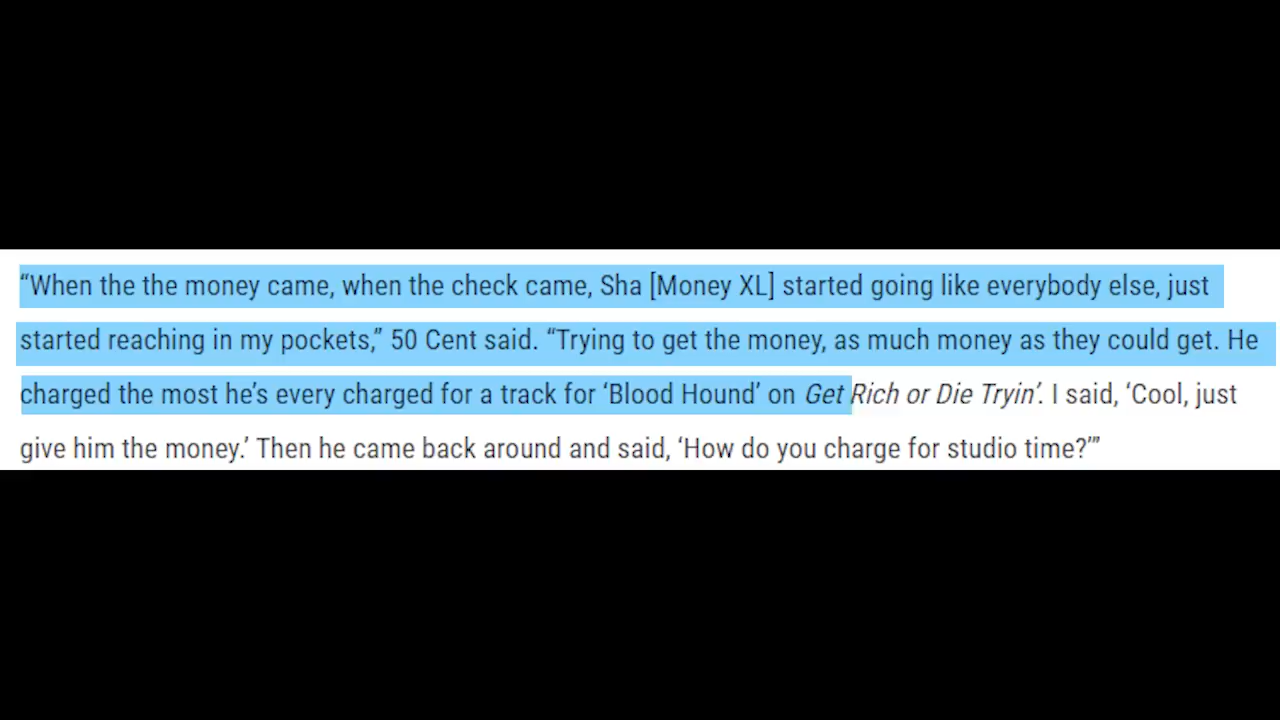 “When the the money came, when the check came, Sha [Money XL] started going like everybody else, just
started reaching in my pockets,” 50 Cent said. “Trying to get the money, as much money as they could get. He
charged the most he’s every charged for a track for ‘Blood Hound’ on Get Rich or Die Tryin’. I said, ‘Cool, just
give him the money.’ Then he came back around and said, ‘How do you charge for studio time?’”